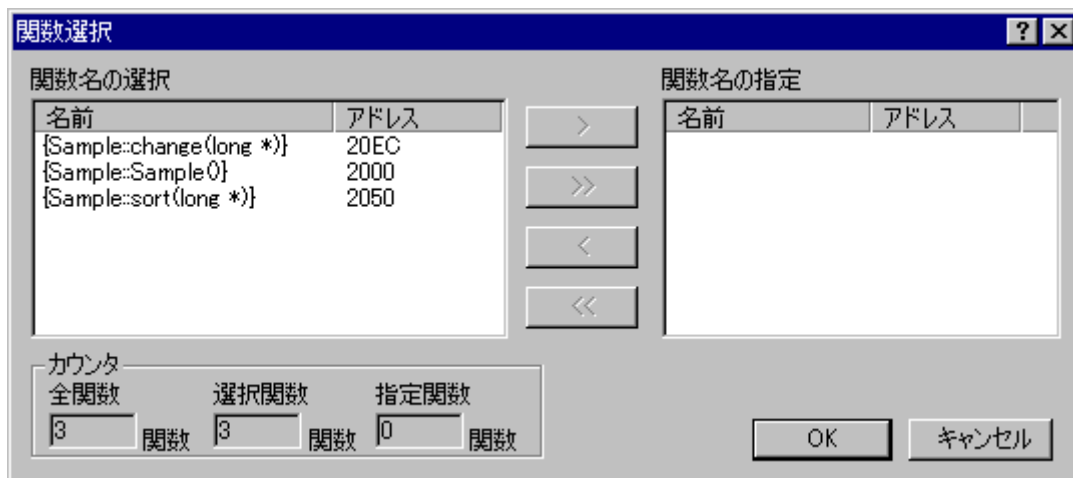 関数選択
関数名の選択
名前 アドレス
{Sample::change(long *)} 20EC
{Sample::Sample()} 2000
{Sample::sort(long *)} 2050
>
>>
<
<<
関数名の指定
名前 アドレス
カウンタ
全関数 選択関数 指定関数
3 関数 3 関数 0 関数
OK キャンセル